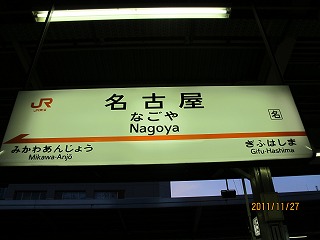 JR
名古屋
なごや
Nagoya
名
みかわあんじょう
Mikawa-Anjō
ぎふはしま
Gifu-Hashima
2011/11/27